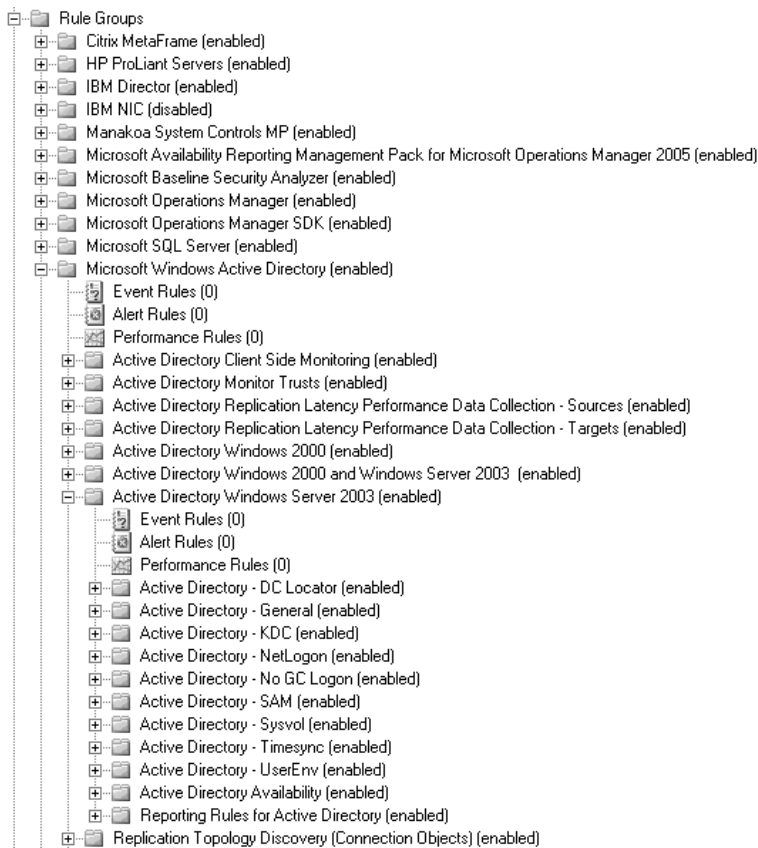 Rule Groups
Citrix MetaFrame (enabled)
HP ProLiant Servers (enabled)
IBM Director (enabled)
IBM NIC (disabled)
Manakoa System Controls MP (enabled)
Microsoft Availability Reporting Management Pack for Microsoft Operations Manager 2005 (enabled)
Microsoft Baseline Security Analyzer (enabled)
Microsoft Operations Manager (enabled)
Microsoft Operations Manager SDK (enabled)
Microsoft SQL Server (enabled)
Microsoft Windows Active Directory (enabled)
Event Rules (0)
Alert Rules (0)
Performance Rules (0)
Active Directory Client Side Monitoring (enabled)
Active Directory Monitor Trusts (enabled)
Active Directory Replication Latency Performance Data Collection - Sources (enabled)
Active Directory Replication Latency Performance Data Collection - Targets (enabled)
Active Directory Windows 2000 (enabled)
Active Directory Windows 2000 and Windows Server 2003  (enabled)
Active Directory Windows Server 2003 (enabled)
Event Rules (0)
Alert Rules (0)
Performance Rules (0)
Active Directory - DC Locator (enabled)
Active Directory - General (enabled)
Active Directory - KDC (enabled)
Active Directory - NetLogon (enabled)
Active Directory - No GC Logon (enabled)
Active Directory - SAM (enabled)
Active Directory - Sysvol (enabled)
Active Directory - Timesync (enabled)
Active Directory - UserEnv (enabled)
Active Directory Availability (enabled)
Reporting Rules for Active Directory (enabled)
Replication Topology Discovery (Connection Objects) (enabled)